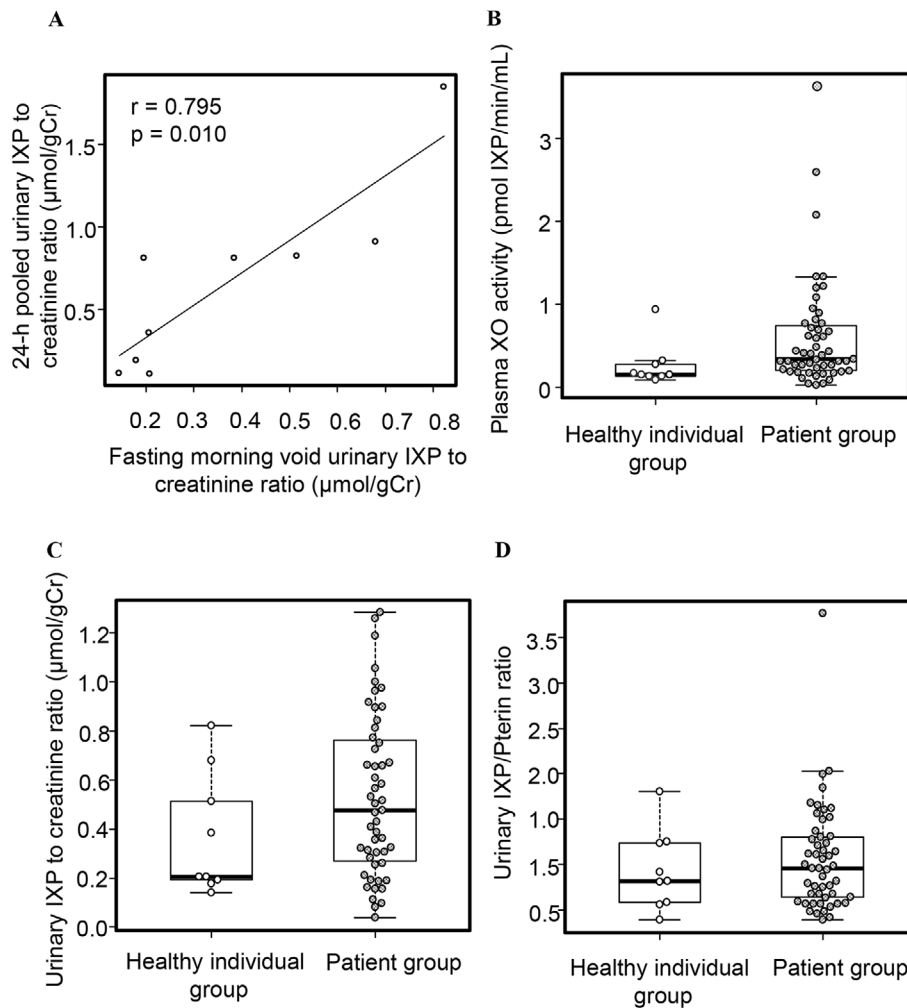 A
r = 0.795
p = 0.010
24-h pooled urinary IXP to
creatinine ratio (µmol/gCr)
1.5
1.0
0.5
0.2 0.3 0.4 0.5 0.6 0.7 0.8
Fasting morning void urinary IXP to
creatinine ratio (µmol/gCr)
B
Plasma XO activity (pmol IXP/min/mL)
3
2
1
0
Healthy individual
group
Patient group
C
Urinary IXP to creatinine ratio (µmol/gCr)
1.2
1.0
0.8
0.6
0.4
0.2
0.0
Healthy individual
group
Patient group
D
Urinary IXP/Pterin ratio
3.5
3.0
2.5
2.0
1.0
1.5
0.5
Healthy individual
group
Patient group